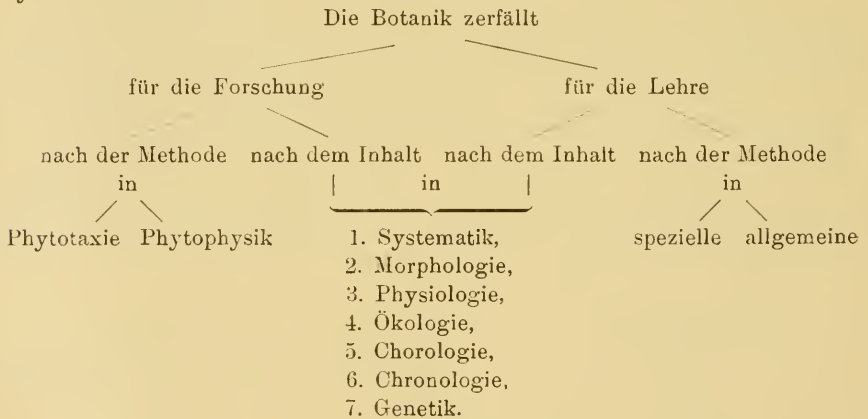 Die Botanik zerfällt
für die Forschung für die Lehre
nach der Methode nach dem Inhalt nach dem Inhalt nach der Methode
in in in
Phytotaxie Phytophysik 1. Systematik, spezielle allgemeine
2. Morphologie,
3. Physiologie,
4. Ökologie,
5. Chorologie,
6. Chronologie,
7. Genetik.